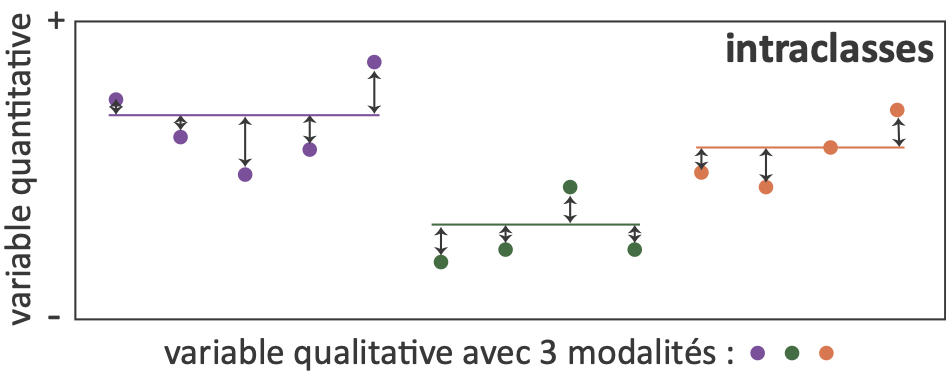 +
intraclasses
variable quantitative
-
variable qualitative avec 3 modalités :